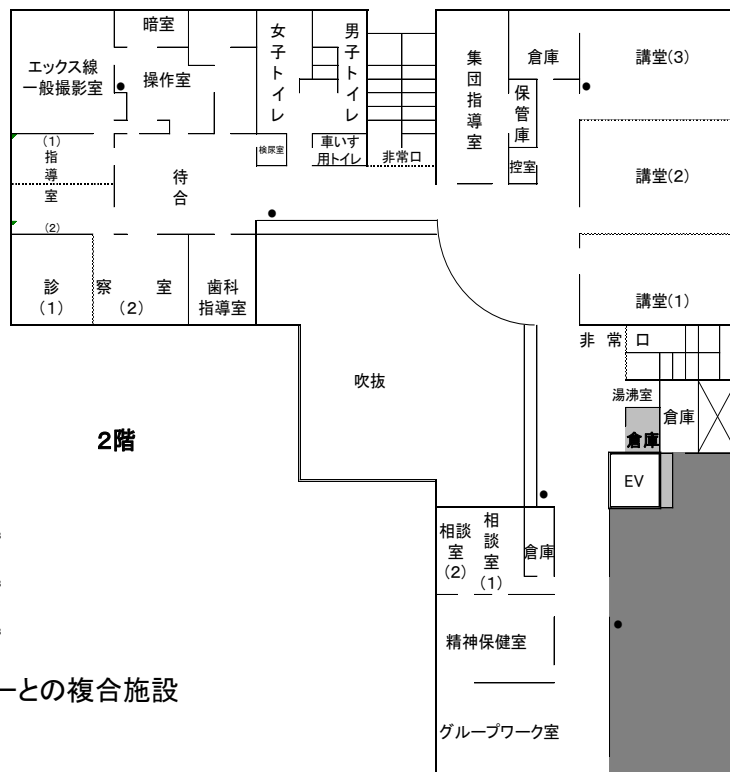 暗室
エックス線
一般撮影室
操作室
女子トイレ
男子トイレ
集団指導室
倉庫
保管庫
控室
講堂(3)
講堂(2)
講堂(1)
(1)
指導室
(2)
待合
検尿室
車いす
用トイレ
非常口
診察室
(1)
(2)
歯科
指導室
吹抜
非常口
湯沸室
倉庫
倉庫
EV
2階
相談室
(2)
相談室
(1)
倉庫
精神保健室
ーとの複合施設
グループワーク室